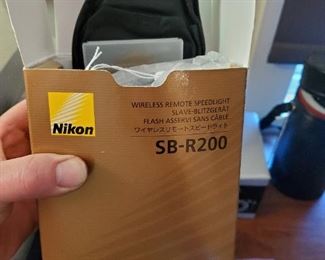 WIRELESS REMOTE SPEEDLIGHT
SLAVE-BLITZGERÄT
FLASH ASSERVI SANS CÂBLE
ワイヤレスリモートスピードライト
Nikon
SB-R200